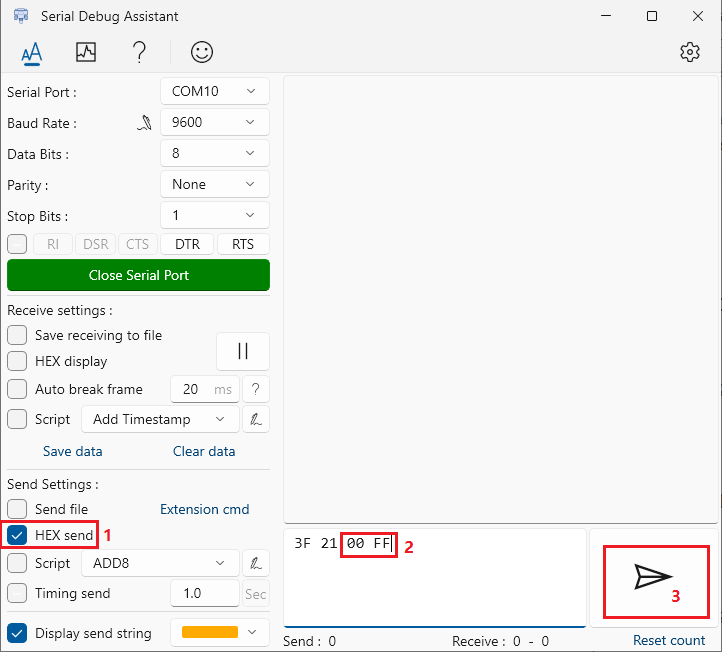 Serial Debug Assistant
AA
?
Serial Port : COM10
Baud Rate : 9600
Data Bits : 8
Parity : None
Stop Bits : 1
RI DSR CTS DTR RTS
Close Serial Port
Receive settings :
Save receiving to file
HEX display
Auto break frame 20 ms ?
Script Add Timestamp
Save data Clear data
Send Settings :
Send file Extension cmd
HEX send 1
3F 21 00 FF 2
Script ADD8
3
Timing send 1.0 Sec
Display send string
Send : 0 Receive : 0 - 0 Reset count